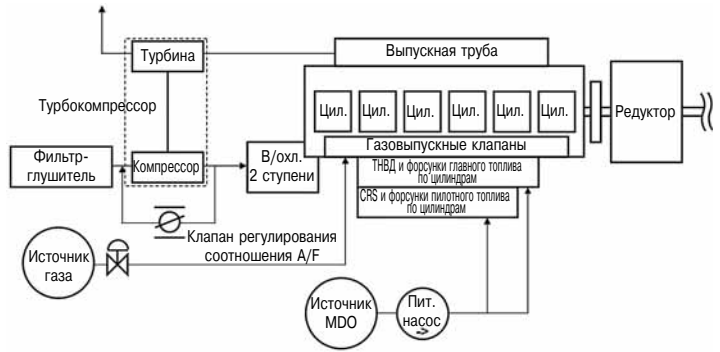 Турбина
Выпускная труба
Турбокомпрессор
Цил.
Цил.
Цил.
Цил.
Цил.
Цил.
Редуктор
Газовыпускные клапаны
Фильтр-
глушитель
Компрессор
В/охл.
2 ступени
ТНВД и форсунки главного топлива
по цилиндрам
CRS и форсунки пилотного топлива
по цилиндрам
Клапан регулирования
соотношения A/F
Источник
газа
Источник
MDO
Пит.
насос
->